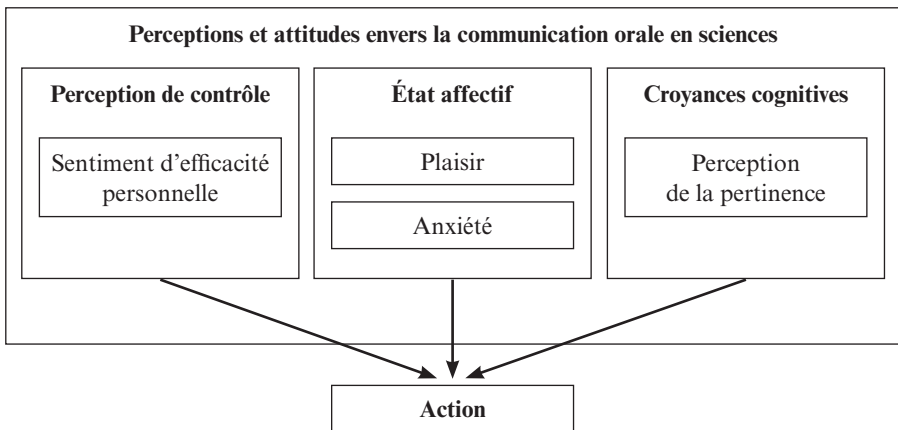 Perceptions et attitudes envers la communication orale en sciences
Perception de contrôle
Sentiment d'efficacité
personnelle
État affectif
Plaisir
Anxiété
Croyances cognitives
Perception
de la pertinence
Action